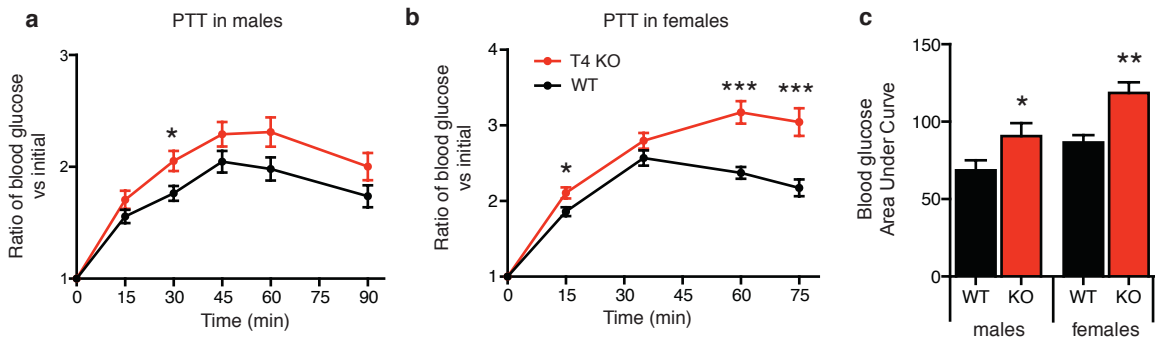 a
PTT in males
Ratio of blood glucose
vs initial
3
2
1
*
0 15 30 45 60 75 90
Time (min)
b
PTT in females
Ratio of blood glucose
vs initial
4
3
2
1
T4 KO
WT
*
*** ***
0 15 30 45 60 75
Time (min)
c
Blood glucose
Area Under Curve
150
100
50
0
*
**
WT KO WT KO
males females